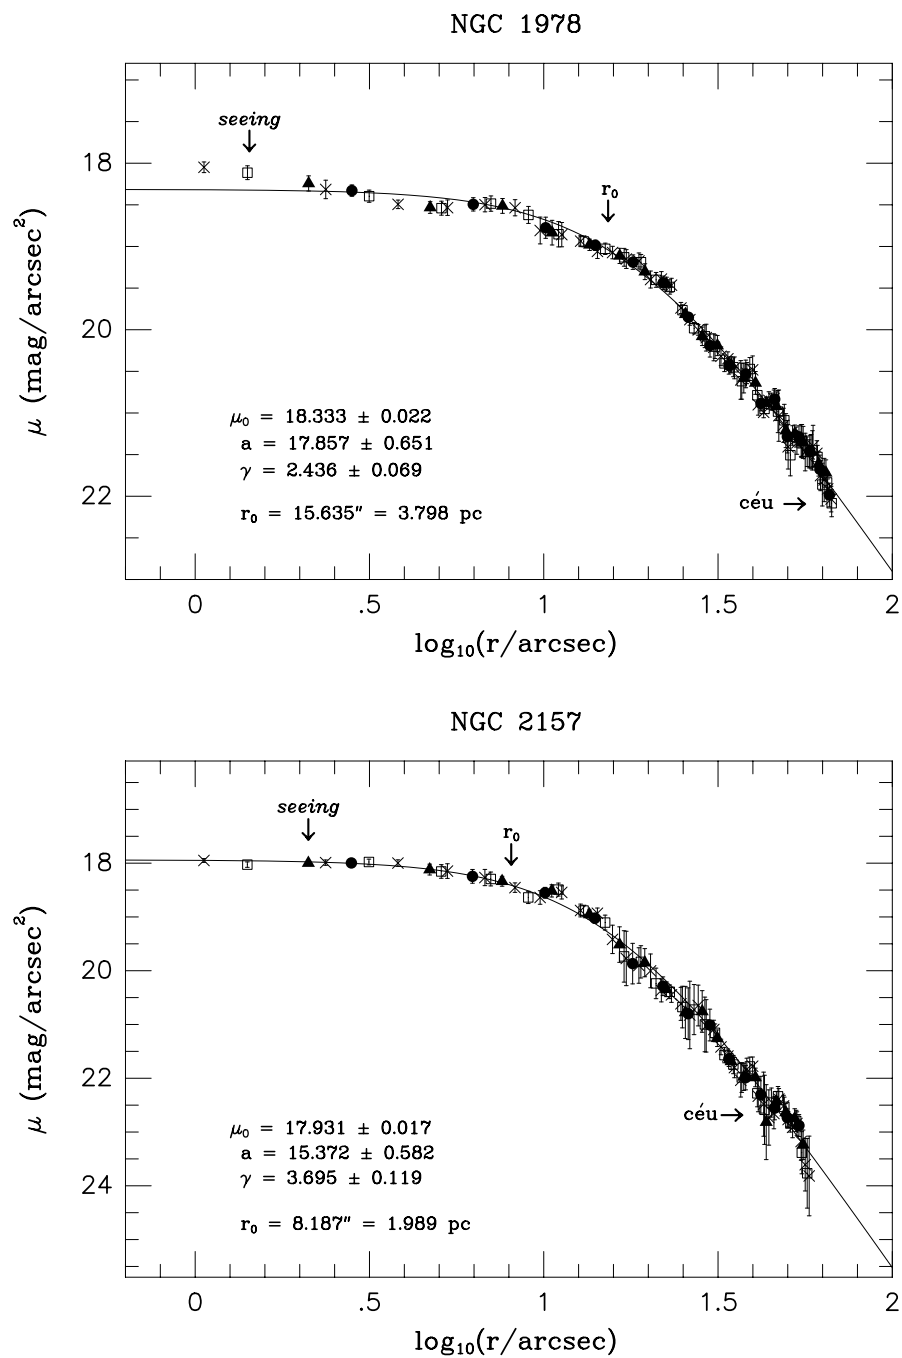 NGC 1978
seeing
r₀
18
20
22
μ (mag/arcsec²)
μ₀ = 18.333 ± 0.022
a = 17.857 ± 0.651
γ = 2.436 ± 0.069
r₀ = 15.635″ = 3.798 pc
céu →
0 .5 1 1.5 2
log₁₀(r/arcsec)
NGC 2157
seeing
r₀
18
20
22
24
μ (mag/arcsec²)
céu →
μ₀ = 17.931 ± 0.017
a = 15.372 ± 0.582
γ = 3.695 ± 0.119
r₀ = 8.187″ = 1.989 pc
0 .5 1 1.5 2
log₁₀(r/arcsec)